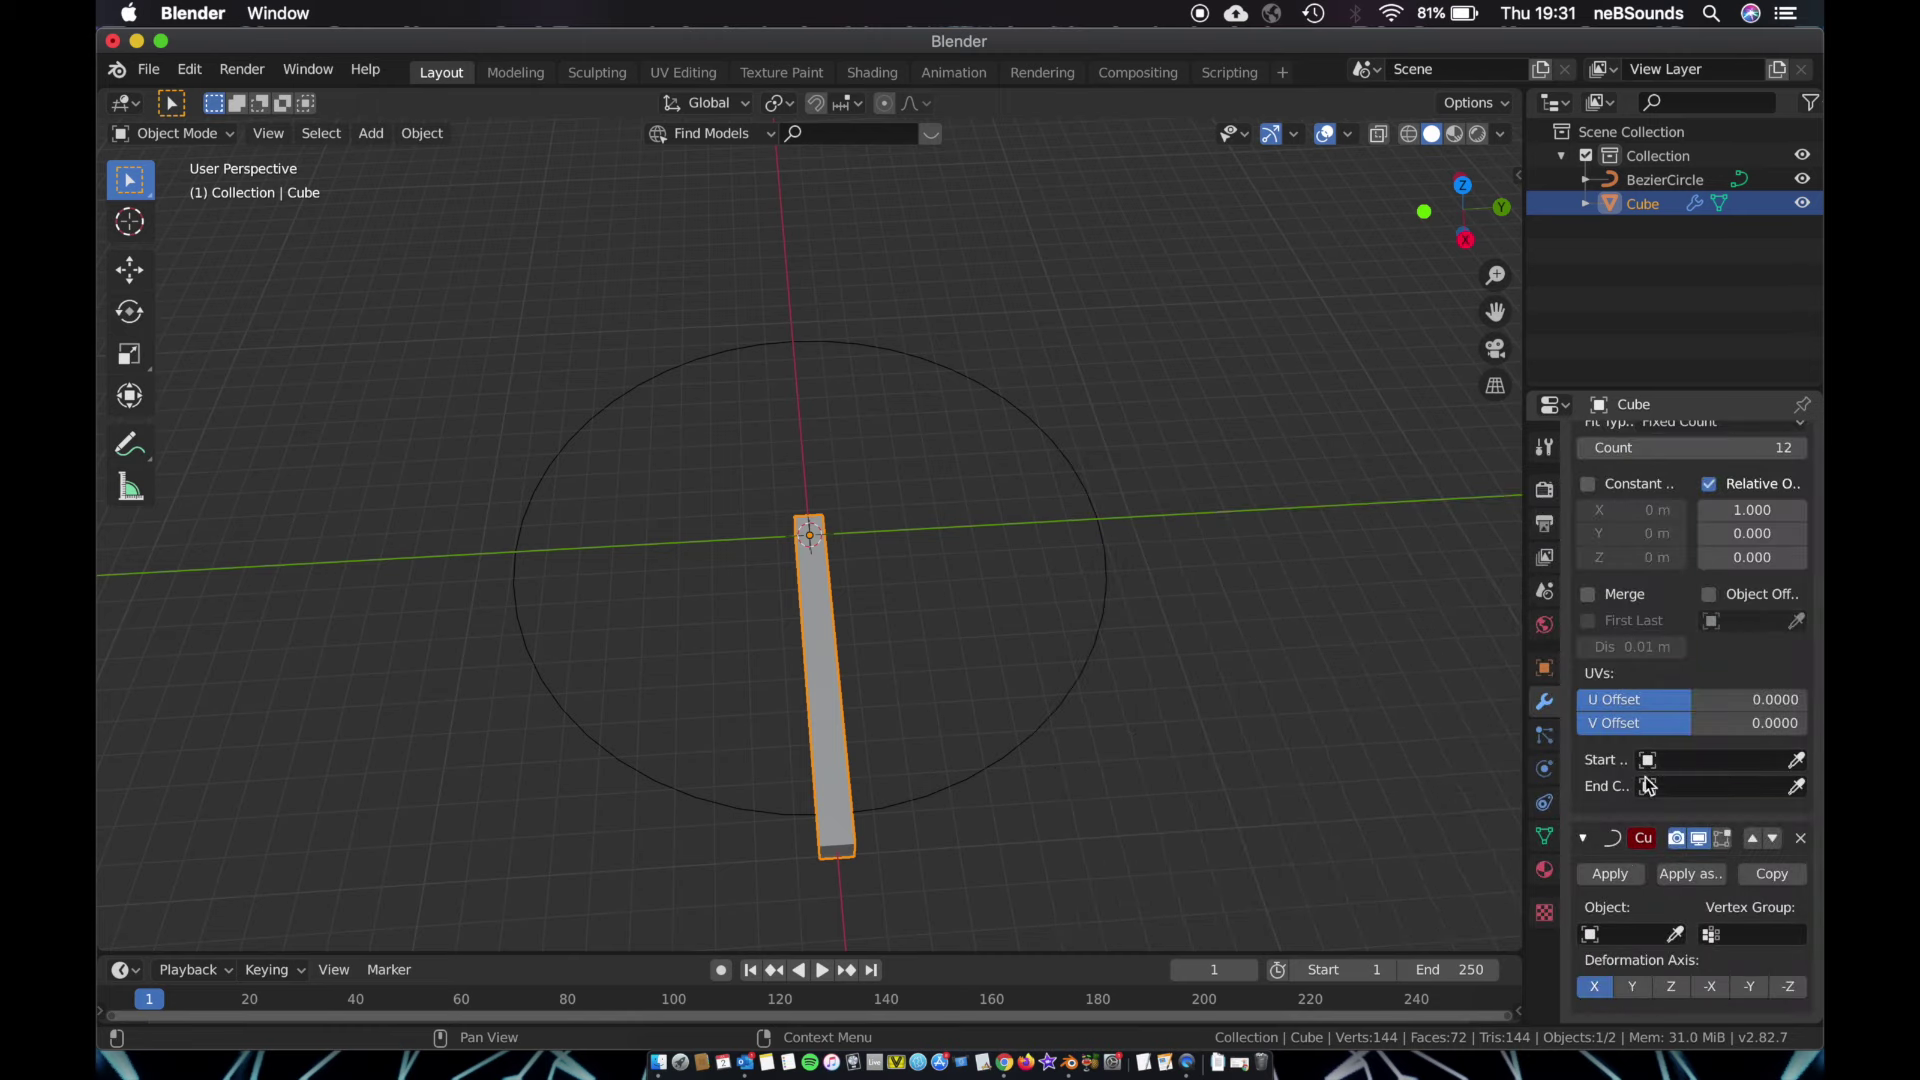 Blender Window 81% Thu 19:31 neBSounds
Blender
File Edit Render Window Help Layout Modeling Sculpting UV Editing Texture Paint Shading Animation Rendering Compositing Scripting + Scene View Layer
Global Options
Object Mode View Select Add Object Find Models
User Perspective
(1) Collection | Cube
Z
Y
X
Scene Collection
Collection
BezierCircle
Cube
Cube
Fit Typ.. Fixed Count
Count 12
Constant .. Relative O..
X 0 m 1.000
Y 0 m 0.000
Z 0 m 0.000
Merge Object Off..
First Last
Dis 0.01 m
UVs:
U Offset 0.0000
V Offset 0.0000
Start ..
End C..
Cu
Apply Apply as.. Copy
Object: Vertex Group:
Deformation Axis:
X Y Z -X -Y -Z
Playback Keying View Marker 1 Start 1 End 250
1 20 40 60 80 100 120 140 160 180 200 220 240
Pan View Context Menu Collection | Cube | Verts:144 | Faces:72 | Tris:144 | Objects:1/2 | Mem: 31.0 MiB | v2.82.7